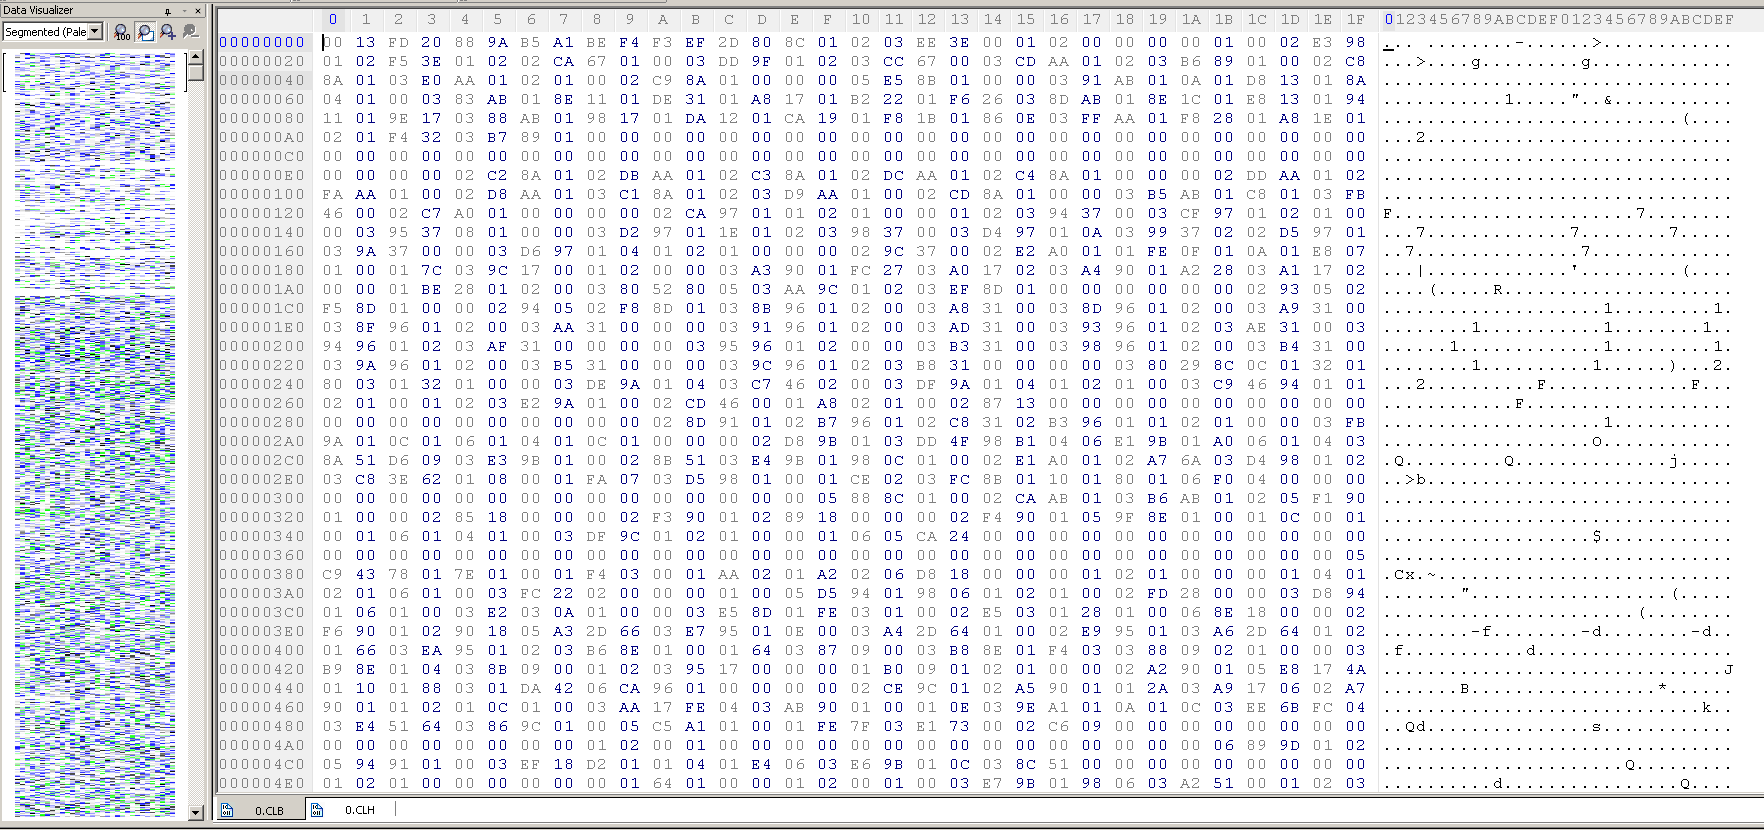 Data Visualizer
Segmented (Pale
100
0 1 2 3 4 5 6 7 8 9 A B C D E F 10 11 12 13 14 15 16 17 18 19 1A 1B 1C 1D 1E 1F 0123456789ABCDEF0123456789ABCDEF
00000000 00 13 FD 20 88 9A B5 A1 BE F4 F3 EF 2D 80 8C 01 02 03 EE 3E 00 01 02 00 00 00 00 01 00 02 E3 98 ... ........-......>............
00000020 01 02 F5 3E 01 02 02 CA 67 01 00 03 DD 9F 01 02 03 CC 67 00 03 CD AA 01 02 03 B6 89 01 00 02 C8 ...>....g.........g.............
00000040 8A 01 03 E0 AA 01 02 01 00 02 C9 8A 01 00 00 05 E5 8B 01 00 00 03 91 AB 01 0A 01 D8 13 01 8A
00000060 04 01 00 03 83 AB 01 8E 11 01 DE 31 01 A8 17 01 B2 22 01 F6 26 03 8D AB 01 8E 1C 01 E8 13 01 94 ...........1.....".. &...........
00000080 11 01 9E 17 03 88 AB 01 98 17 01 DA 12 01 CA 19 01 F8 1B 01 86 0E 03 FF AA 01 F8 28 01 A8 1E 01 ...........................(....
000000A0 02 01 F4 32 03 B7 89 01 00 00 00 00 00 00 00 00 00 00 00 00 00 00 00 00 00 00 00 00 00 00 00 00 ...2............................
000000C0 00 00 00 00 00 00 00 00 00 00 00 00 00 00 00 00 00 00 00 00 00 00 00 00 00 00 00 00 00 00 00 00 ................................
000000E0 00 00 00 00 02 C2 8A 01 02 DB AA 01 02 C3 8A 01 02 DC AA 01 02 C4 8A 01 00 00 00 02 DD AA 01 02 ................................
00000100 FA AA 01 00 02 D8 AA 01 03 C1 8A 01 02 03 D9 AA 01 00 02 CD 8A 01 00 00 03 B5 AB 01 C8 01 03 FB ................................
00000120 46 00 02 C7 A0 01 00 00 00 00 02 CA 97 01 01 02 01 00 00 01 02 03 94 37 00 03 CF 97 01 02 01 00 F......................7........
00000140 00 03 95 37 08 01 00 00 03 D2 97 01 1E 01 02 03 98 37 00 03 D4 97 01 0A 03 99 37 02 02 D5 97 01 ...7.............7........7.....
00000160 03 9A 37 00 00 03 D6 97 01 04 01 02 01 00 00 00 02 9C 37 00 02 E2 A0 01 01 FE 0F 01 0A 01 E8 07 ..7...............7.............
00000180 01 00 01 7C 03 9C 17 00 01 02 00 00 03 A3 90 01 FC 27 03 A0 17 02 03 A4 90 01 A2 28 03 A1 17 02 ...|.............'.........(....
000001A0 00 00 01 BE 28 01 02 00 03 80 52 80 05 03 AA 9C 01 02 03 EF 8D 01 00 00 00 00 00 00 02 93 05 02 ....(.....R.....................
000001C0 F5 8D 01 00 00 02 94 05 02 F8 8D 01 03 8B 96 01 02 00 03 A8 31 00 03 8D 96 01 02 00 03 A9 31 00 ....................1.........1.
000001E0 03 8F 96 01 02 00 03 AA 31 00 00 00 03 91 96 01 02 00 03 AD 31 00 03 93 96 01 02 03 AE 31 00 03 ........1...........1........1..
00000200 94 96 01 02 03 AF 31 00 00 00 00 03 95 96 01 02 00 00 03 B3 31 00 03 98 96 01 02 00 03 B4 31 00 ......1.............1.........1.
00000220 03 9A 96 01 02 00 03 B5 31 00 00 00 03 9C 96 01 02 03 B8 31 00 00 00 03 80 29 8C 0C 01 32 01 
00000240 80 03 01 32 01 00 00 03 DE 9A 01 04 03 C7 46 02 00 03 DF 9A 01 04 01 02 01 00 03 C9 46 94 01 01 ...2..........F.............F...
00000260 02 01 00 01 02 03 E2 9A 01 00 02 CD 46 00 01 A8 02 01 00 02 87 13 00 00 00 00 00 00 00 00 00 00 ............F...................
00000280 00 00 00 00 00 00 00 00 00 02 8D 91 01 02 B7 96 01 02 C8 31 02 B3 96 01 01 02 01 00 00 03 FB
000002A0 9A 01 0C 01 06 01 04 01 0C 01 00 00 00 02 D8 9B 01 03 DD 4F 98 B1 04 06 E1 9B 01 A0 06 01 04 03 ...................O............
000002C0 8A 51 D6 09 03 E3 9B 01 00 02 8B 51 03 E4 9B 01 98 0C 01 00 02 E1 A0 01 02 A7 6A 03 D4 98 01 02 .Q.........Q..............j.....
000002E0 03 C8 3E 62 01 08 00 01 FA 07 03 D5 98 01 00 01 CE 02 03 FC 8B 01 10 01 80 01 06 F0 04 00 00 00 ..>b............................
00000300 00 00 00 00 00 00 00 00 00 00 00 00 00 00 00 05 88 8C 01 00 02 CA AB 01 03 B6 AB 01 02 05 F1 90 ................................
00000320 01 00 00 02 85 18 00 00 00 02 F3 90 01 02 02 18 00 00 00 02 F4 90 01 05 9F 8E 01 00 01 0C 00 01 ................................
00000340 00 01 06 01 04 01 00 03 DF 9C 01 02 01 00 00 01 06 05 CA 24 00 00 00 00 00 00 00 00 00 00 00 00 ...................$............
00000360 00 00 00 00 00 00 00 00 00 00 00 00 00 00 00 00 00 00 00 00 00 00 00 00 00 00 00 00 00 00 00 05 ................................
00000380 C9 43 78 01 7E 01 00 01 F4 03 00 01 AA 02 01 A2 02 06 D8 18 00 00 00 01 02 01 00 00 00 01 04 01 .Cx.~...........................
000003A0 02 01 06 01 00 03 FC 22 02 00 00 00 01 00 05 D5 94 01 98 06 01 02 01 00 02 FD 28 00 00 03 D8 94 .......".................. (.....
000003C0 01 06 01 00 03 E2 03 0A 01 00 00 03 E5 8D 01 FE 03 01 00 02 E5 03 01 28 01 00 06 8E 18 00 00 02 .......................(........
000003E0 F6 90 01 02 90 18 05 A3 2D 66 03 E7 95 01 0E 00 03 A4 2D 64 01 00 02 E9 95 01 03 A6 2D 64 01 02 ........-f........-d........-d..
00000400 01 66 03 EA 95 01 02 03 B6 8E 01 00 01 64 03 87 09 00 03 B8 8E 01 F4 03 03 88 09 02 01 00 00 03 .f...........d..................
00000420 B9 8E 01 04 03 8B 09 00 01 02 03 95 17 00 00 00 01 B0 09 01 02 01 00 00 02 A2 90 01 05 E8 17 4A ...............................J
00000440 01 10 01 88 03 01 DA 42 06 CA 96 01 00 00 00 00 02 CE 9C 01 02 A5 90 01 01 2A 03 A9 17 06 02 A7 .......B.................*......
00000460 90 01 01 02 01 0C 01 00 03 AA 17 FE 04 03 AB 90 01 00 01 0E 03 9E A1 01 0A 01 0C 03 EE 6B FC 04 .............................k..
00000480 03 E4 51 64 03 86 9C 01 00 05 C5 A1 01 00 01 FE 7F 03 E1 73 00 02 C6 09 00 00 00 00 00 00 00 00 ..Qd...............s............
000004A0 00 00 00 00 00 00 00 00 01 02 00 01 00 00 00 00 00 00 00 00 00 00 00 00 00 00 00 06 89 9D 01 02 ................................
000004C0 05 94 91 01 00 03 EF 18 D2 01 01 04 01 E4 06 03 E6 9B 01 0C 03 8C 51 00 00 00 00 00 00 00 00 00 ......................Q.........
000004E0 01 02 01 00 00 00 00 00 01 64 01 00 00 01 02 00 01 00 00 03 E7 9B 01 98 06 03 A2 51 00 01 02 03 .........d.................Q....
0.CLB
0.CLH